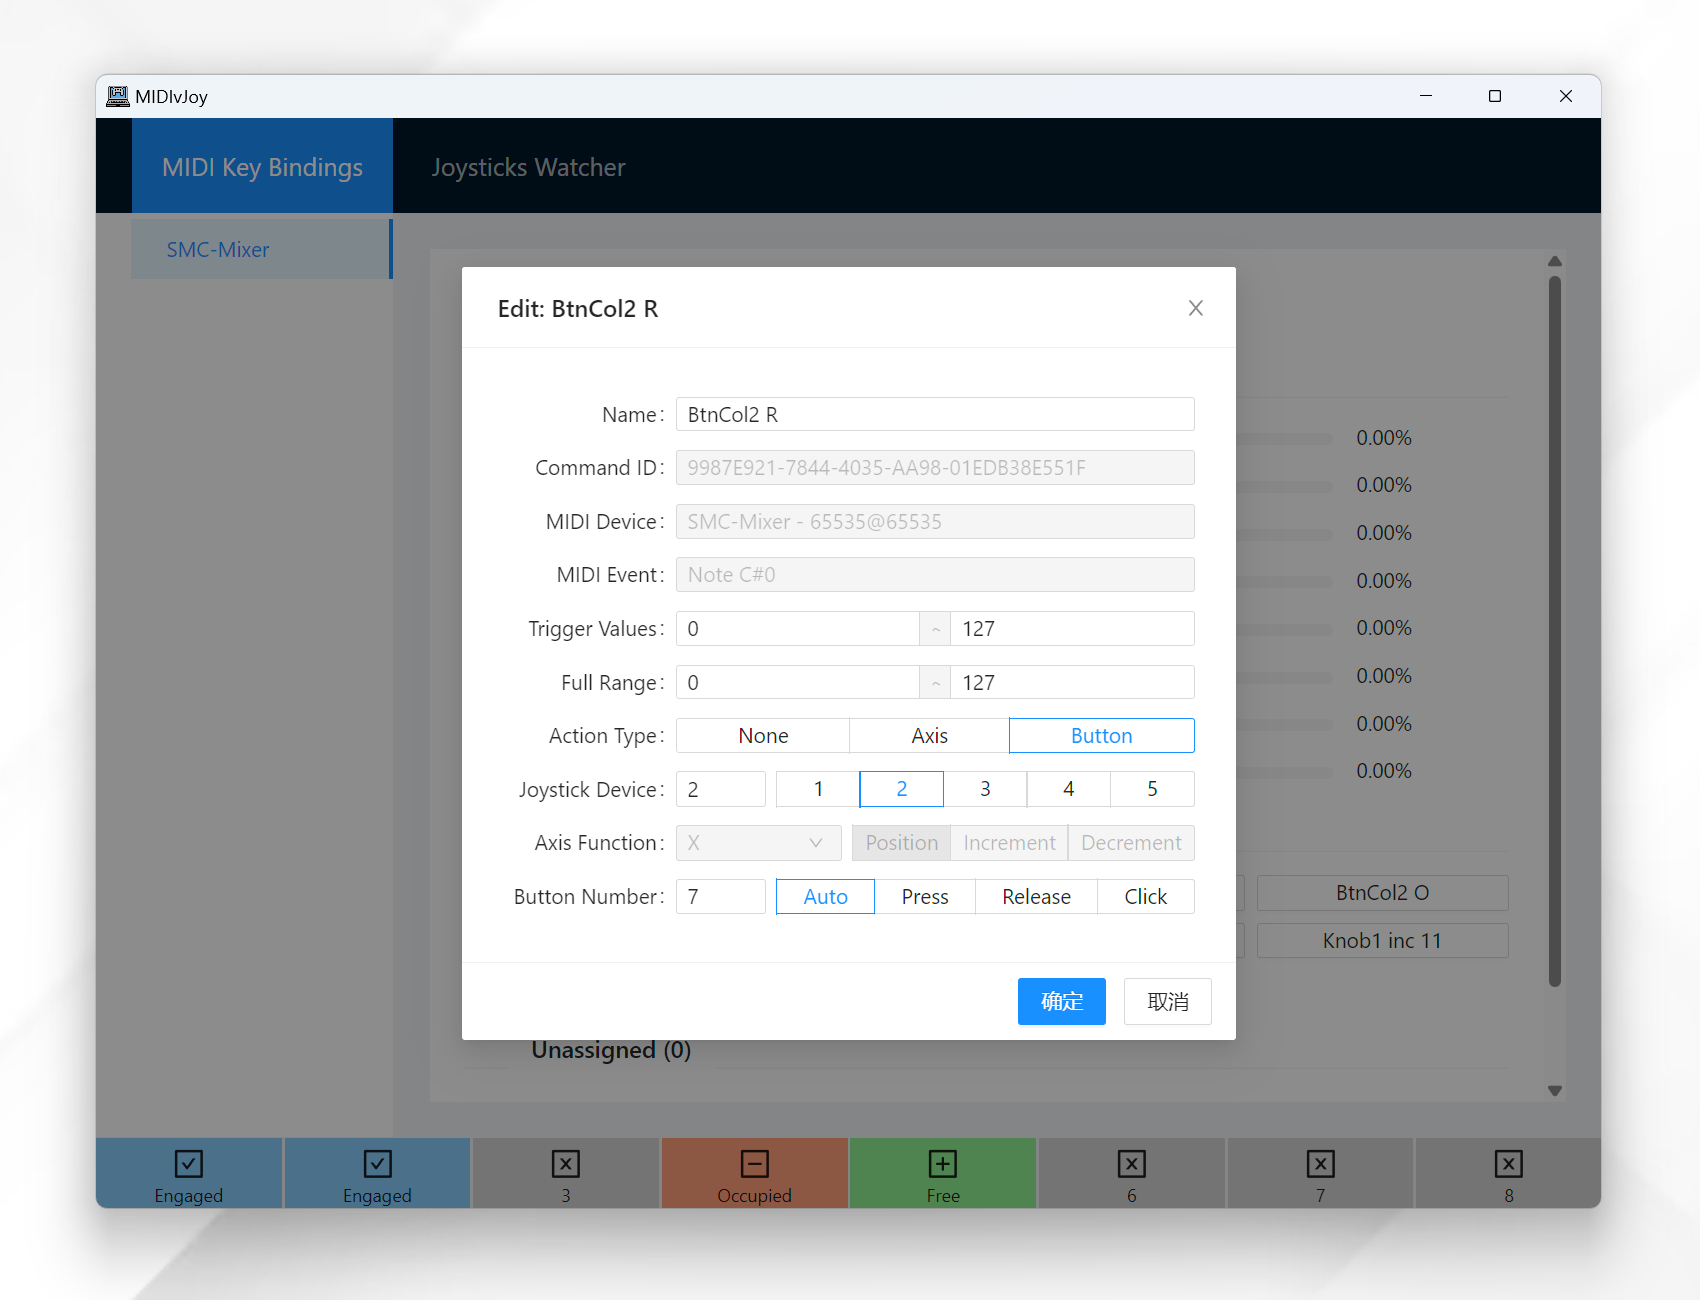 MIDIvJoy
MIDI Key Bindings
Joysticks Watcher
SMC-Mixer
Edit: BtnCol2 R
Name: BtnCol2 R
Command ID: 9987E921-7844-4035-AA98-01EDB38E551F
MIDI Device: SMC-Mixer - 65535@65535
MIDI Event: Note C#0
Trigger Values: 0 ~ 127
Full Range: 0 ~ 127
Action Type: None Axis Button
Joystick Device: 2 1 2 3 4 5
Axis Function: X Position Increment Decrement
Button Number: 7 Auto Press Release Click
确定 取消
0.00%
0.00%
0.00%
0.00%
0.00%
0.00%
0.00%
0.00%
BtnCol2 O
Knob1 inc 11
Unassigned (0)
Engaged
Engaged
3
Occupied
Free
6
7
8